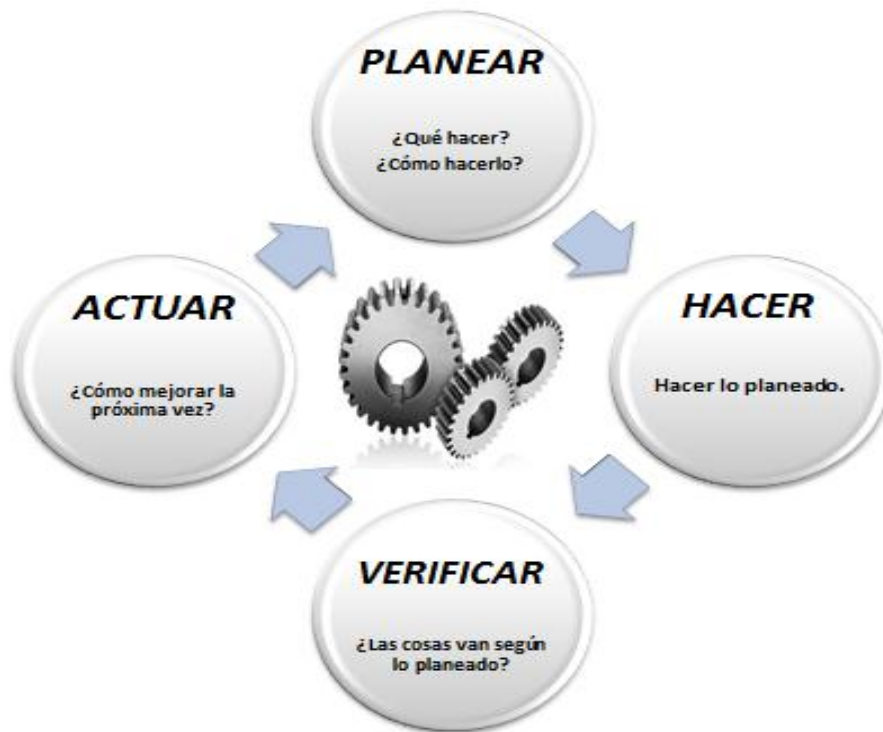 PLANEAR
¿Qué hacer?
¿Cómo hacerlo?
ACTUAR
¿Cómo mejorar la
próxima vez?
HACER
Hacer lo planeado.
VERIFICAR
¿Las cosas van según
lo planeado?